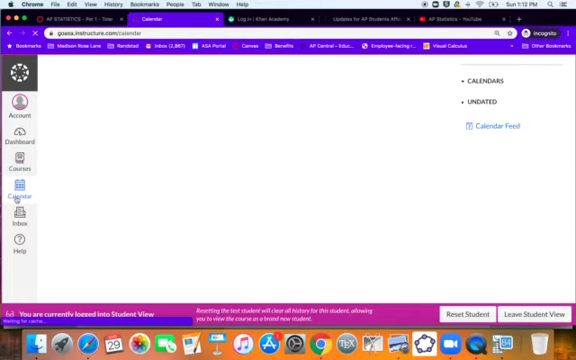 Chrome File Edit View History Bookmarks People Tab Window Help
Sun 1:12 PM
AP STATISTICS - Per 1 - Total
Calendar
Log in | Khan Academy
Updates for AP Students Affe
AP Statistics - YouTube
goasa.instructure.com/calendar
Incognito
Bookmarks
Madison Rose Lane
Randstad
Inbox (2,867)
ASA Portal
Canvas
Benefits
AP Central – Educ...
Employee-facing re...
Visual Calculus
Other Bookmarks
Account
Dashboard
Courses
Calendar
Inbox
Help
CALENDARS
UNDATED
Calendar Feed
You are currently logged into Student View
Resetting the test student will clear all history for this student, allowing
you to view the course as a brand new student.
Reset Student
Leave Student View
Waiting for cache...